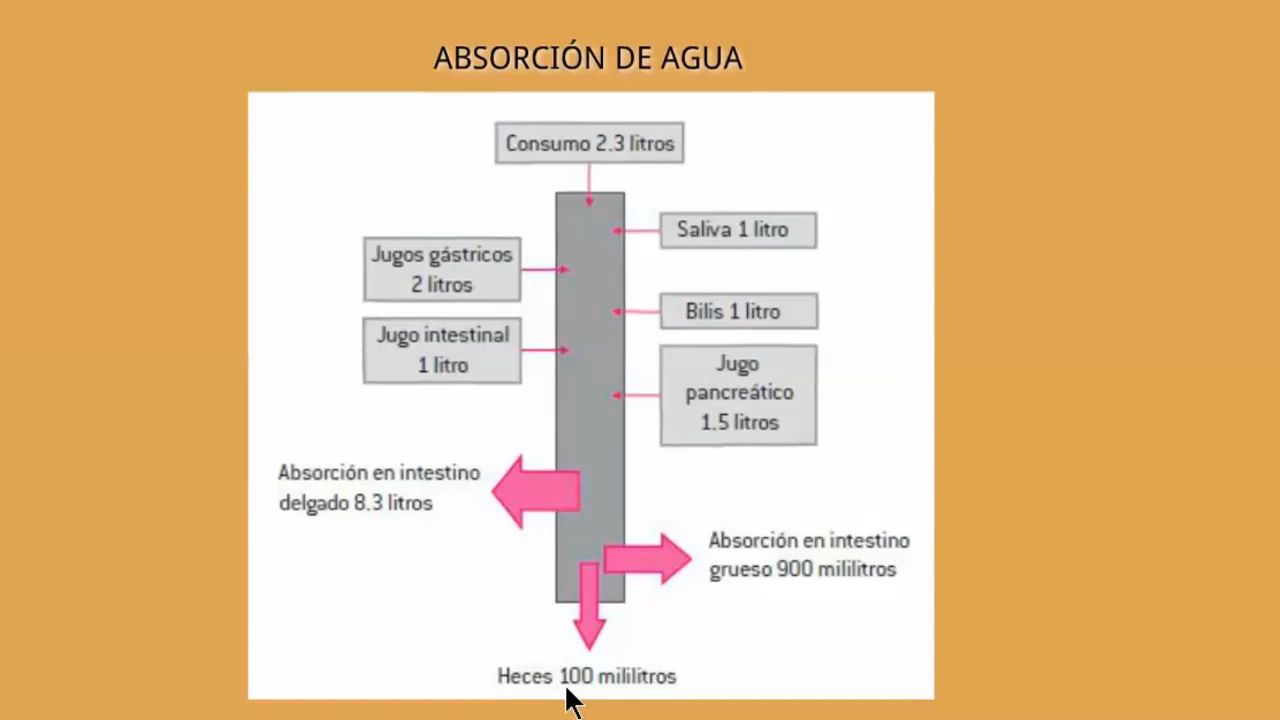 ABSORCIÓN DE AGUA
Consumo 2.3 litros
Saliva 1 litro
Jugos gástricos
2 litros
Bilis 1 litro
Jugo intestinal
1 litro
Jugo
pancreático
1.5 litros
Absorción en intestino
delgado 8.3 litros
Absorción en intestino
grueso 900 mililitros
Heces 100 mililitros